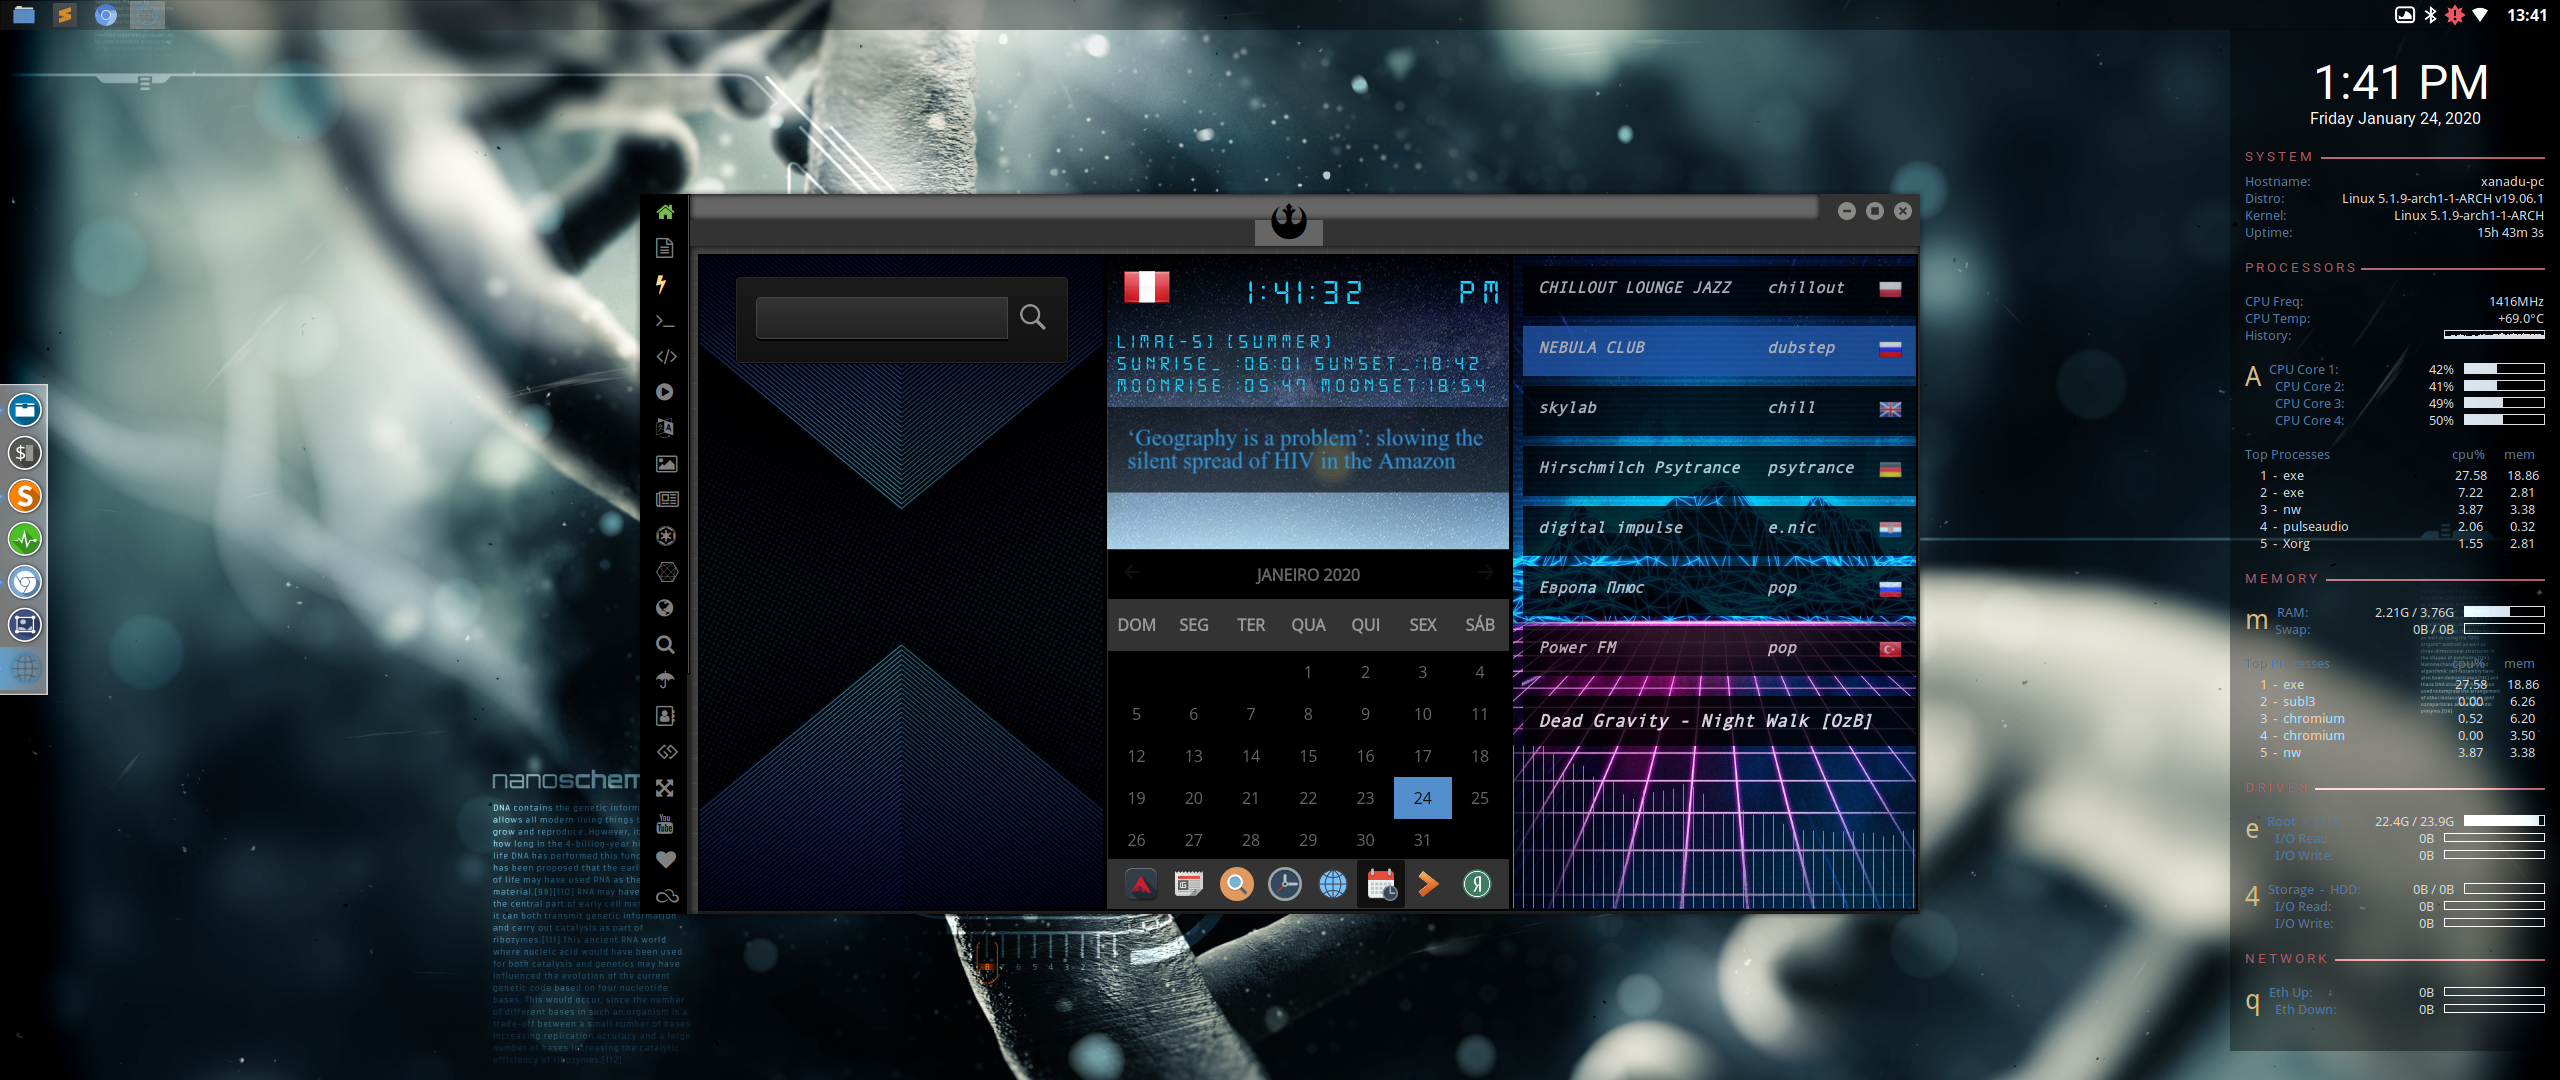 13:41
1:41 PM
Friday January 24, 2020
SYSTEM
Hostname: xanadu-pc
Distro: Linux 5.1.9-arch1-1-ARCH v19.06.1
Kernel: Linux 5.1.9-arch1-1-ARCH
Uptime: 15h 43m 3s
PROCESSORS
CPU Freq: 1416MHz
CPU Temp: +69.0°C
History:
A CPU Core 1: 42%
CPU Core 2: 41%
CPU Core 3: 49%
CPU Core 4: 50%
Top Processes cpu% mem
1 - exe 27.58 18.86
2 - exe 7.22 2.81
3 - nw 3.87 3.38
4 - pulseaudio 2.06 0.32
5 - Xorg 1.55 2.81
MEMORY
m RAM: 2.21G / 3.76G
Swap: 0B / 0B
Top Processes cpu% mem
1 - exe 27.58 18.86
2 - subl3 0.00 6.26
3 - chromium 0.52 6.20
4 - chromium 0.00 3.50
5 - nw 3.87 3.38
DRIVES
e Root 22.4G / 23.9G
I/O Read: 0B
I/O Write: 0B
4 Storage - HDD: 0B / 0B
I/O Read: 0B
I/O Write: 0B
NETWORK
q Eth Up: 0B
Eth Down: 0B
1:41:32 PM
LIMA[-5] [SUMMER]
SUNRISE_ :06:01 SUNSET_:18:42
MOONRISE :05:47 MOONSET:18:54
‘Geography is a problem’: slowing the
silent spread of HIV in the Amazon
JANEIRO 2020
DOM SEG TER QUA QUI SEX SÁB
1 2 3 4
5 6 7 8 9 10 11
12 13 14 15 16 17 18
19 20 21 22 23 24 25
26 27 28 29 30 31
CHILLOUT LOUNGE JAZZ chillout
NEBULA CLUB dubstep
skylab chill
Hirschmilch Psytrance psytrance
digital impulse e.nic
Европа Плюс pop
Power FM pop
Dead Gravity - Night Walk [OzB]
You
Tube
nanoschem
DNA contains the genetic inform
allows all modern living things t
grow and reproduce. However, it
how long in the 4-billion-year hi
life DNA has performed this func
has been proposed that the earl
of life may have used RNA as the
material.[98][110] RNA may have
the central part of early cell met
it can both transmit genetic information
and carry out catalysis as part of
ribozymes.[111] This ancient RNA world
where nucleic acid would have been used
for both catalysis and genetics may have
influenced the evolution of the current
genetic code based on four nucleotide
bases. This would occur, since the number
of different bases in such an organism is a
trade-off between a small number of bases
increasing replication accuracy and a large
number of bases increasing the catalytic
efficiency of ribozymes.[112]
8 6 5 4 3 2